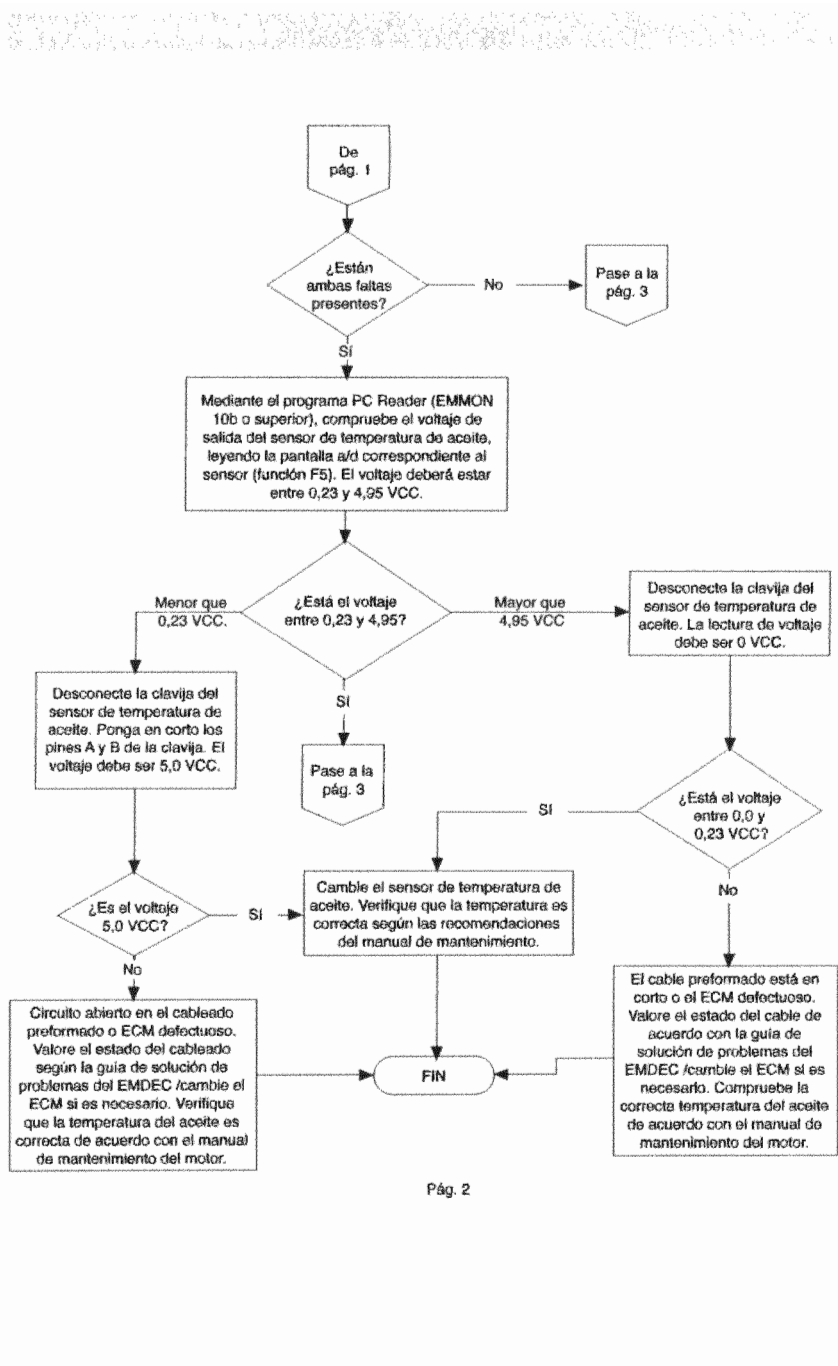 De
pág. 1
¿Están
ambas faltas
presentes?
No
Pase a la
pág. 3
Sí
Mediante el programa PC Reader (EMMON
10b o superior), compruebe el voltaje de
salida del sensor de temperatura de aceite,
leyendo la pantalla a/d correspondiente al
sensor (función F5). El voltaje deberá estar
entre 0,23 y 4,95 VCC.
Menor que
0,23 VCC.
¿Está el voltaje
entre 0,23 y 4,95?
Mayor que
4,95 VCC
Desconecte la clavija del
sensor de temperatura de
aceite. La lectura de voltaje
debe ser 0 VCC.
Desconecte la clavija del
sensor de temperatura de
aceite. Ponga en corto los
pines A y B de la clavija. El
voltaje debe ser 5,0 VCC.
Sí
Pase a la
pág. 3
¿Está el voltaje
entre 0,0 y
0,23 VCC?
Sí
No
¿Es el voltaje
5,0 VCC?
Sí
Cambie el sensor de temperatura de
aceite. Verifique que la temperatura es
correcta según las recomendaciones
del manual de mantenimiento.
No
Circuito abierto en el cableado
preformado o ECM defectuoso.
Valore el estado del cableado
según la guía de solución de
problemas del EMDEC /cambie el
ECM si es necesario. Verifique
que la temperatura del aceite es
correcta de acuerdo con el manual
de mantenimiento del motor.
FIN
El cable preformado está en
corto o el ECM defectuoso.
Valore el estado del cable de
acuerdo con la guía de
solución de problemas del
EMDEC /cambie el ECM si es
necesario. Compruebe la
correcta temperatura del aceite
de acuerdo con el manual de
mantenimiento del motor.
Pág. 2